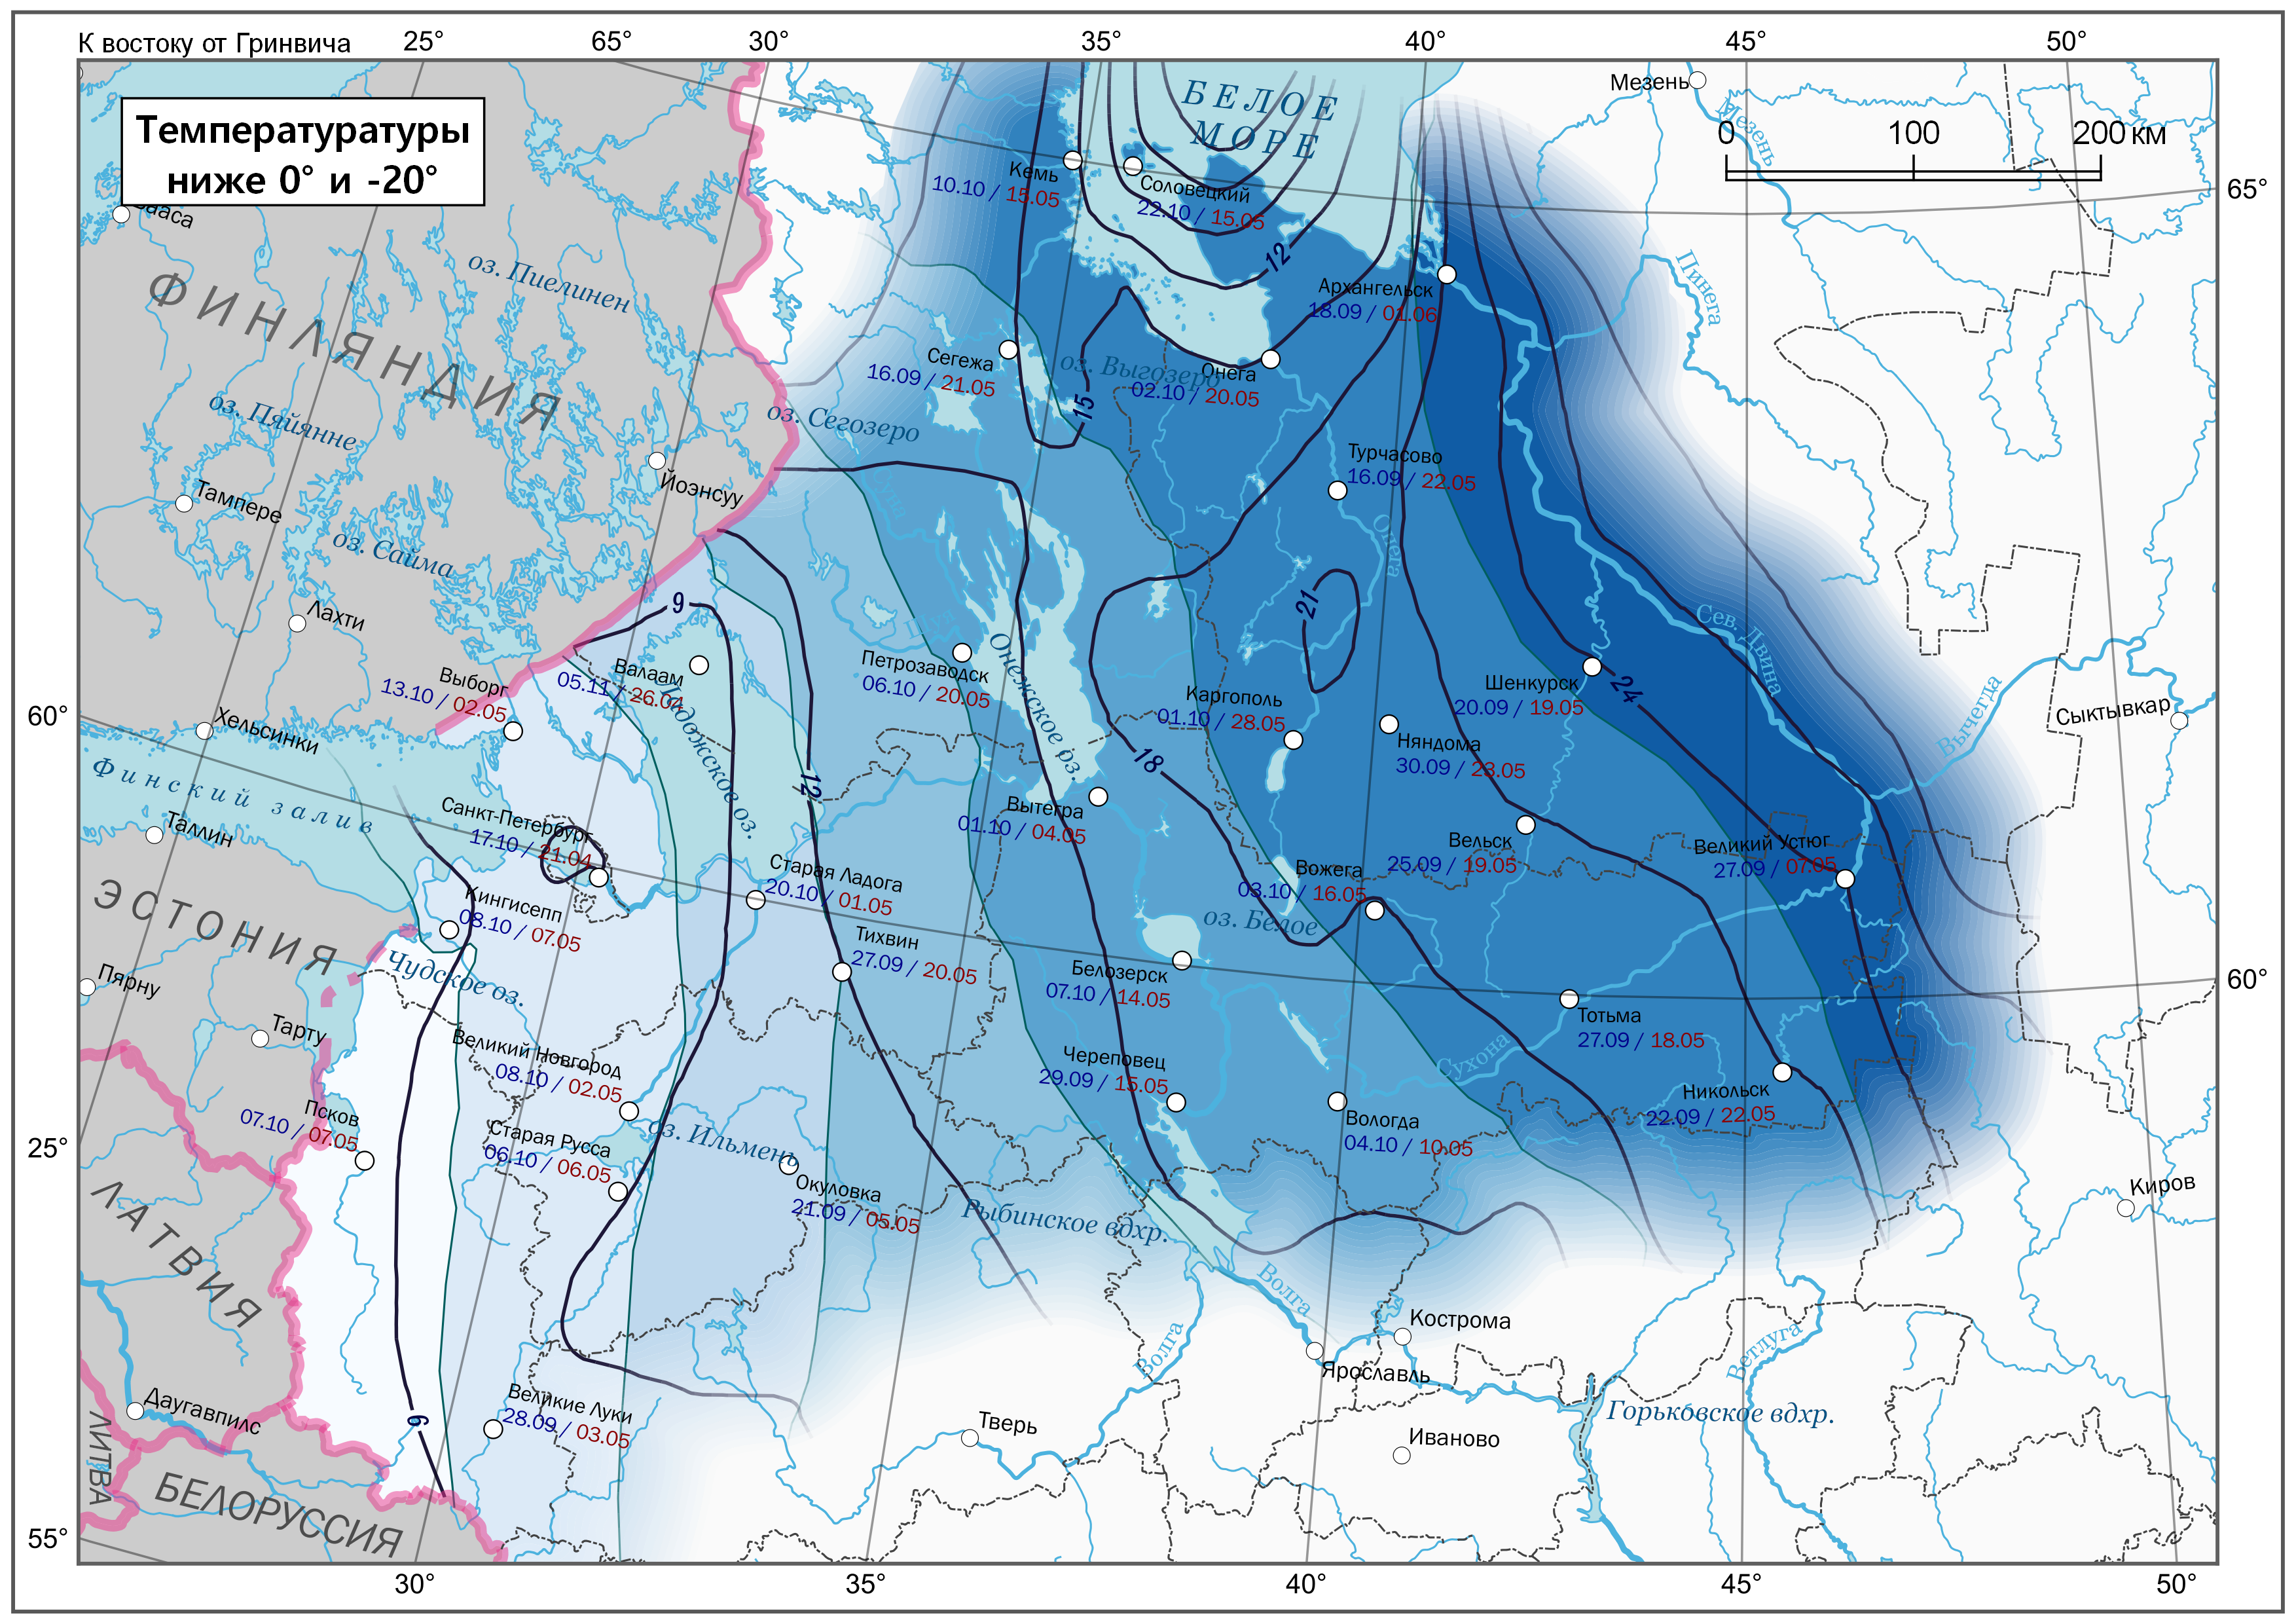 К востоку от Гринвича
25°
65°
30°
35°
40°
45°
50°
Температуратуры
ниже 0° и -20°
БЕЛОЕ
МОРЕ
Мезень
Мезень
0
100
200 км
65°
Вааса
Кемь
10.10 / 15.05
Соловецкий
22.10 / 15.05
12
оз. Пиелинен
ФИНЛЯНДИЯ
Пинега
Архангельск
18.09 / 01.06
Сегежа
16.09 / 21.05
оз. Выгозеро
Онега
02.10 / 20.05
15
оз. Пяйянне
оз. Сегозеро
Турчасово
16.09 / 22.05
Йоэнсуу
Тампере
оз. Сайма
Онега
21
Лахти
9
Шуя
Сев. Двина
Выборг
13.10 / 02.05
Валаам
05.11 / 26.04
Ладожское оз.
Петрозаводск
06.10 / 20.05
Онежское оз.
Каргополь
01.10 / 28.05
Шенкурск
20.09 / 19.05
24
Сыктывкар
Вычегда
60°
Хельсинки
Няндома
30.09 / 23.05
18
12
Финский залив
Санкт-Петербург
17.10 / 21.04
Вытегра
01.10 / 04.05
Таллин
Вельск
25.09 / 19.05
Великий Устюг
27.09 / 07.05
Старая Ладога
20.10 / 01.05
Вожега
03.10 / 16.05
ЭСТОНИЯ
Кингисепп
08.10 / 07.05
оз. Белое
Тихвин
27.09 / 20.05
Чудское оз.
Белозерск
07.10 / 14.05
60°
Пярну
Тарту
Тотьма
27.09 / 18.05
Великий Новгород
08.10 / 02.05
Череповец
29.09 / 15.05
Сухона
Никольск
22.09 / 22.05
Псков
07.10 / 07.05
Старая Русса
06.10 / 06.05
оз. Ильмень
Вологда
04.10 / 10.05
25°
Окуловка
21.09 / 05.05
Рыбинское вдхр.
Киров
ЛАТВИЯ
Волга
Кострома
Волга
Ярославль
Ветлуга
Даугавпилс
6
Великие Луки
28.09 / 03.05
Тверь
Иваново
Горьковское вдхр.
ЛИТВА
БЕЛОРУССИЯ
55°
30°
35°
40°
45°
50°